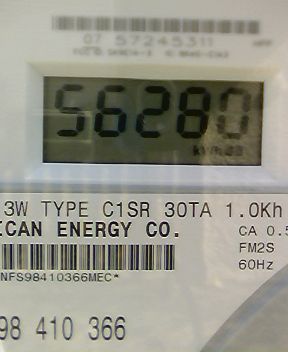 07 57245311
56280
3W TYPE C1SR 30TA 1.0Kh
ICAN ENERGY CO.
CA 0.5
FM2S
60Hz
NFS98410366MEC*
98 410 366